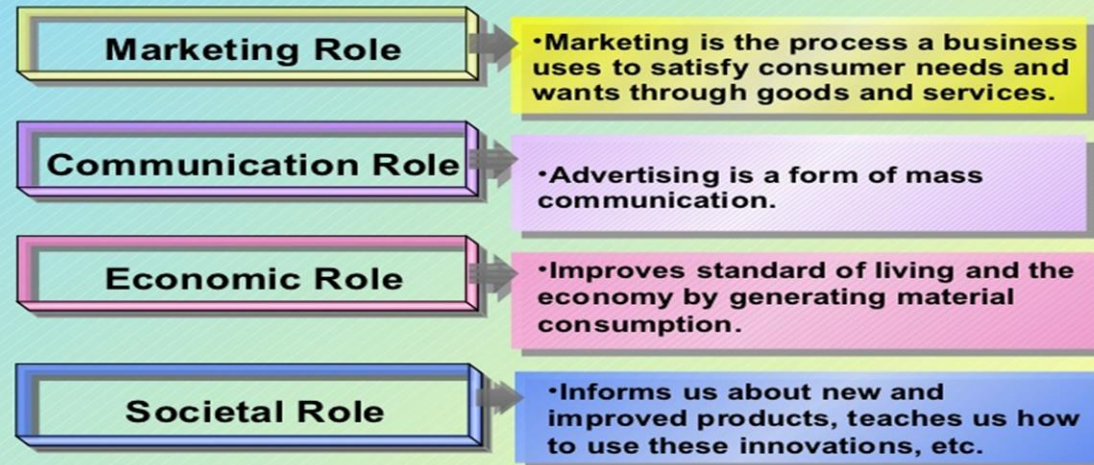 Marketing Role
•Marketing is the process a business
uses to satisfy consumer needs and
wants through goods and services.
Communication Role
•Advertising is a form of mass
communication.
Economic Role
•Improves standard of living and the
economy by generating material
consumption.
Societal Role
•Informs us about new and
improved products, teaches us how
to use these innovations, etc.